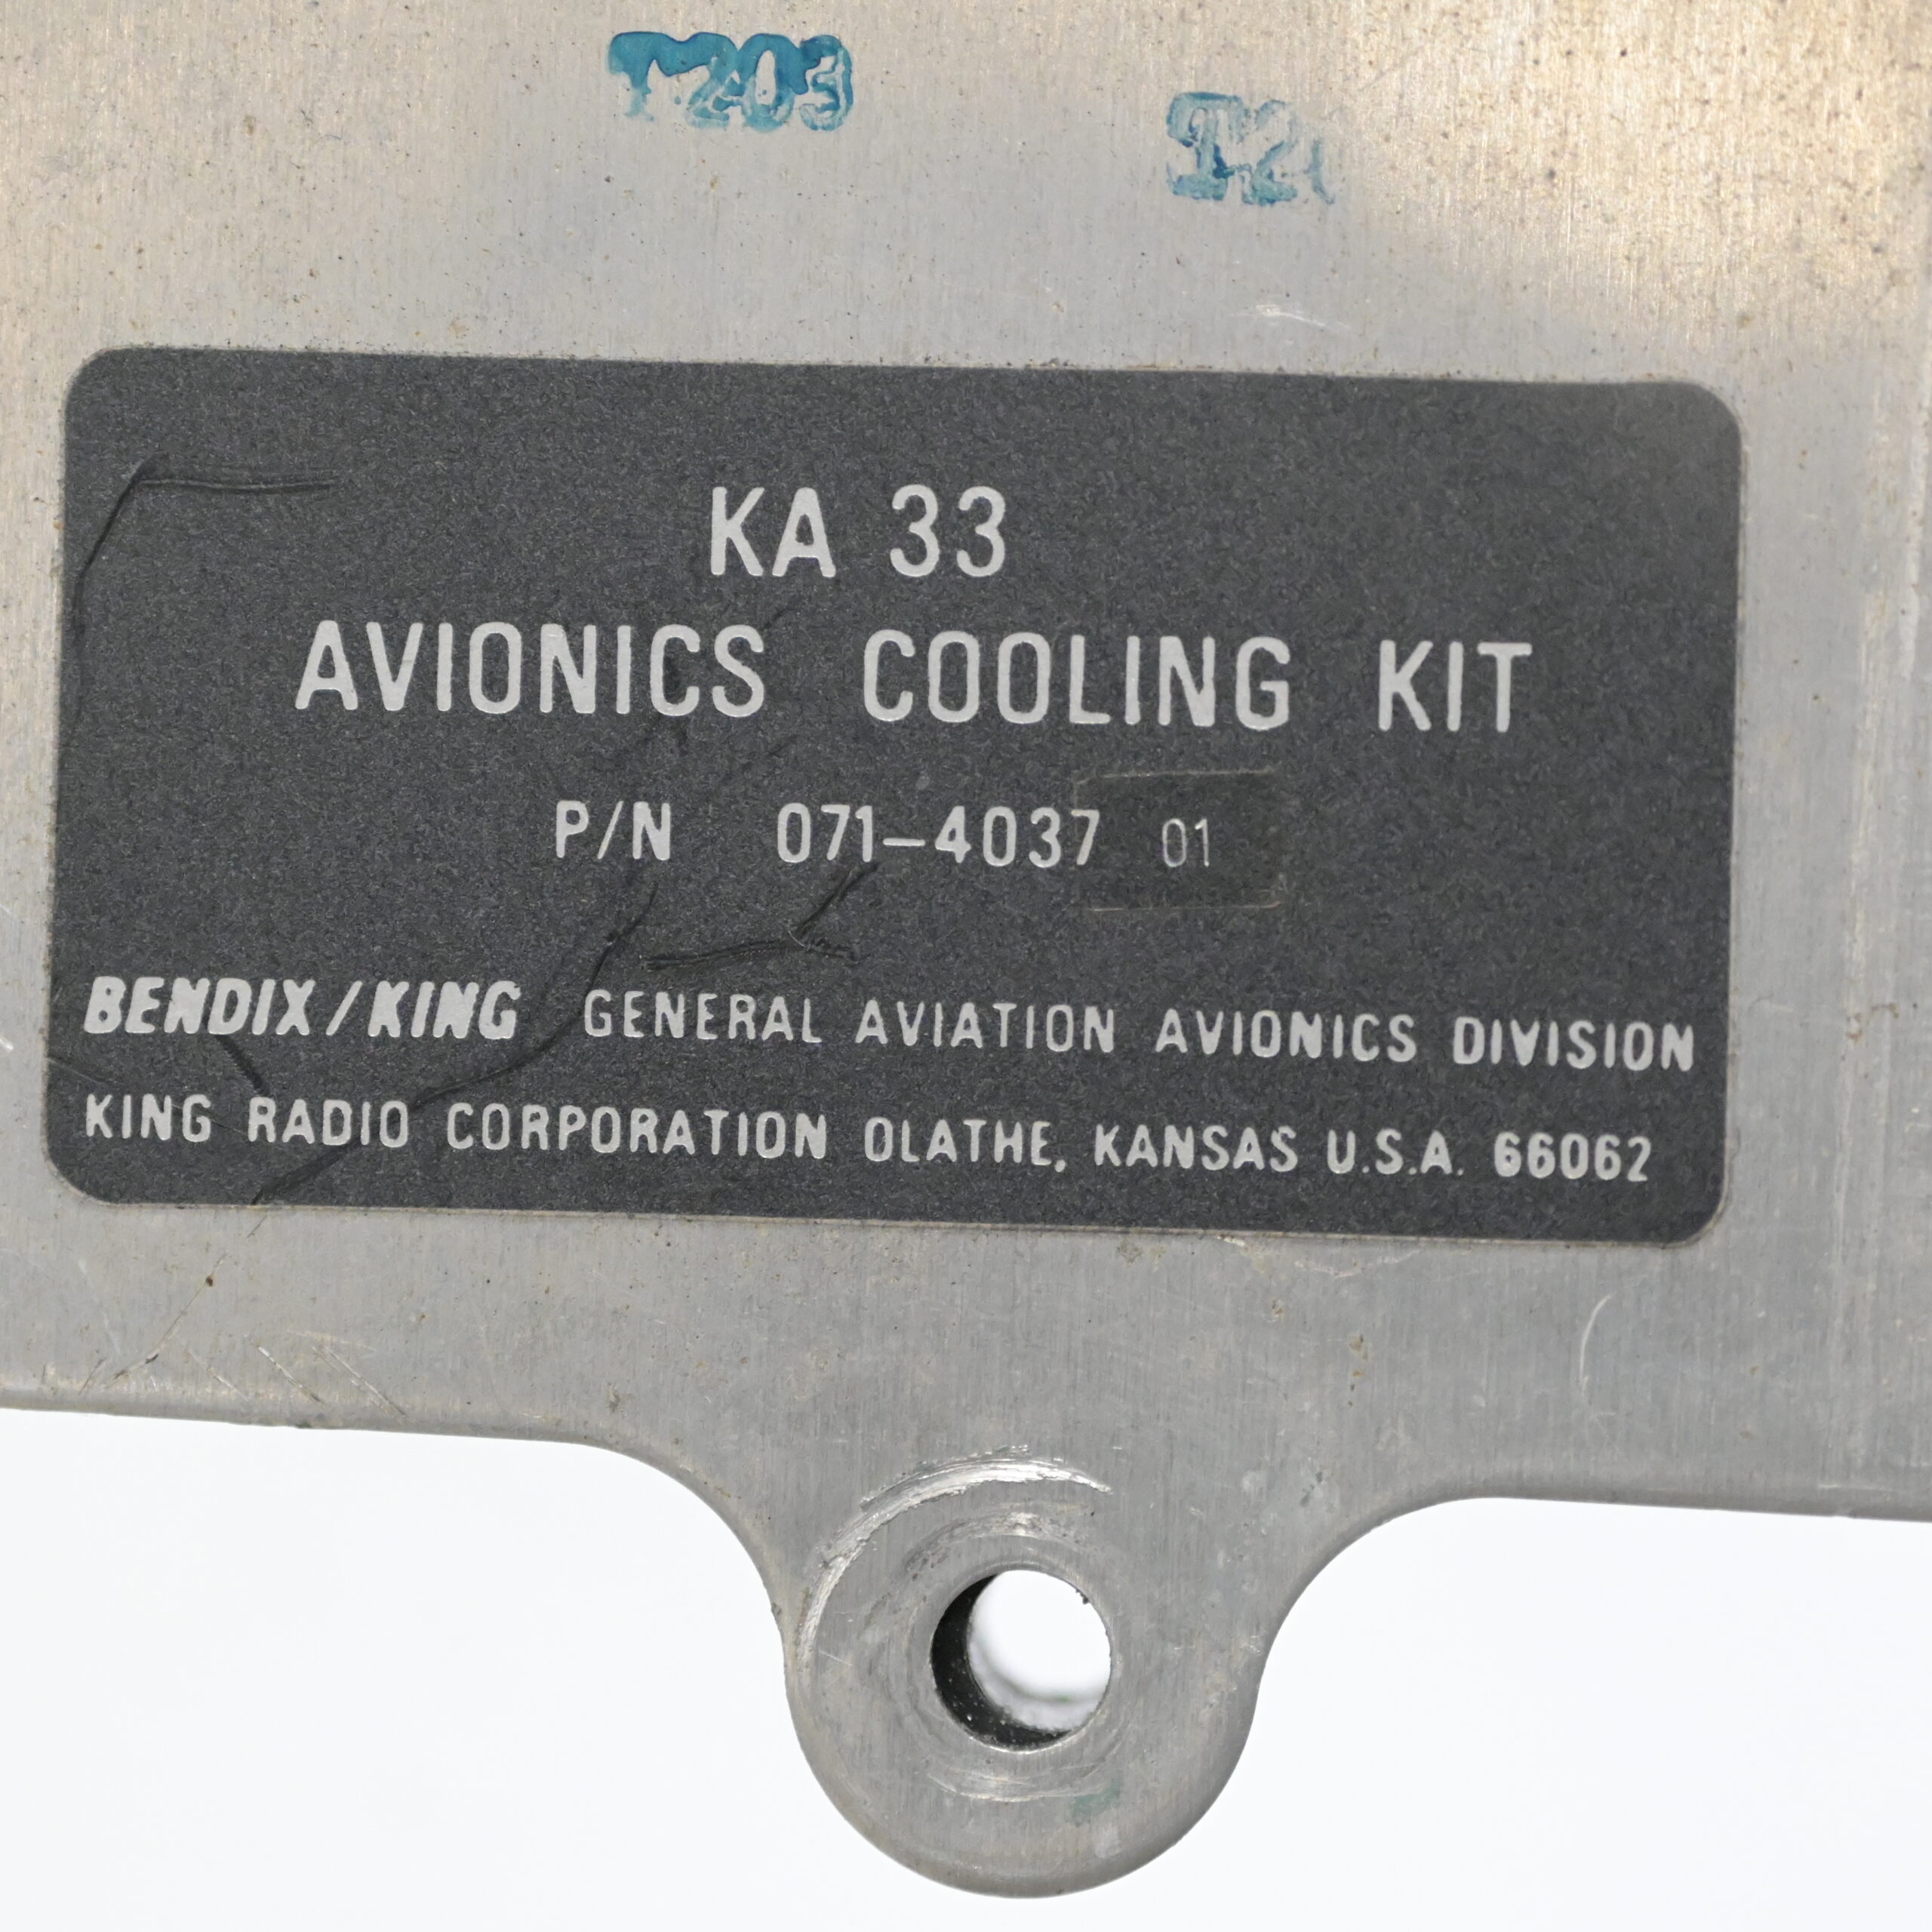 T203
T2
KA 33
AVIONICS COOLING KIT
P/N 071-4037 01
BENDIX/KING GENERAL AVIATION AVIONICS DIVISION
KING RADIO CORPORATION OLATHE, KANSAS U.S.A. 66062